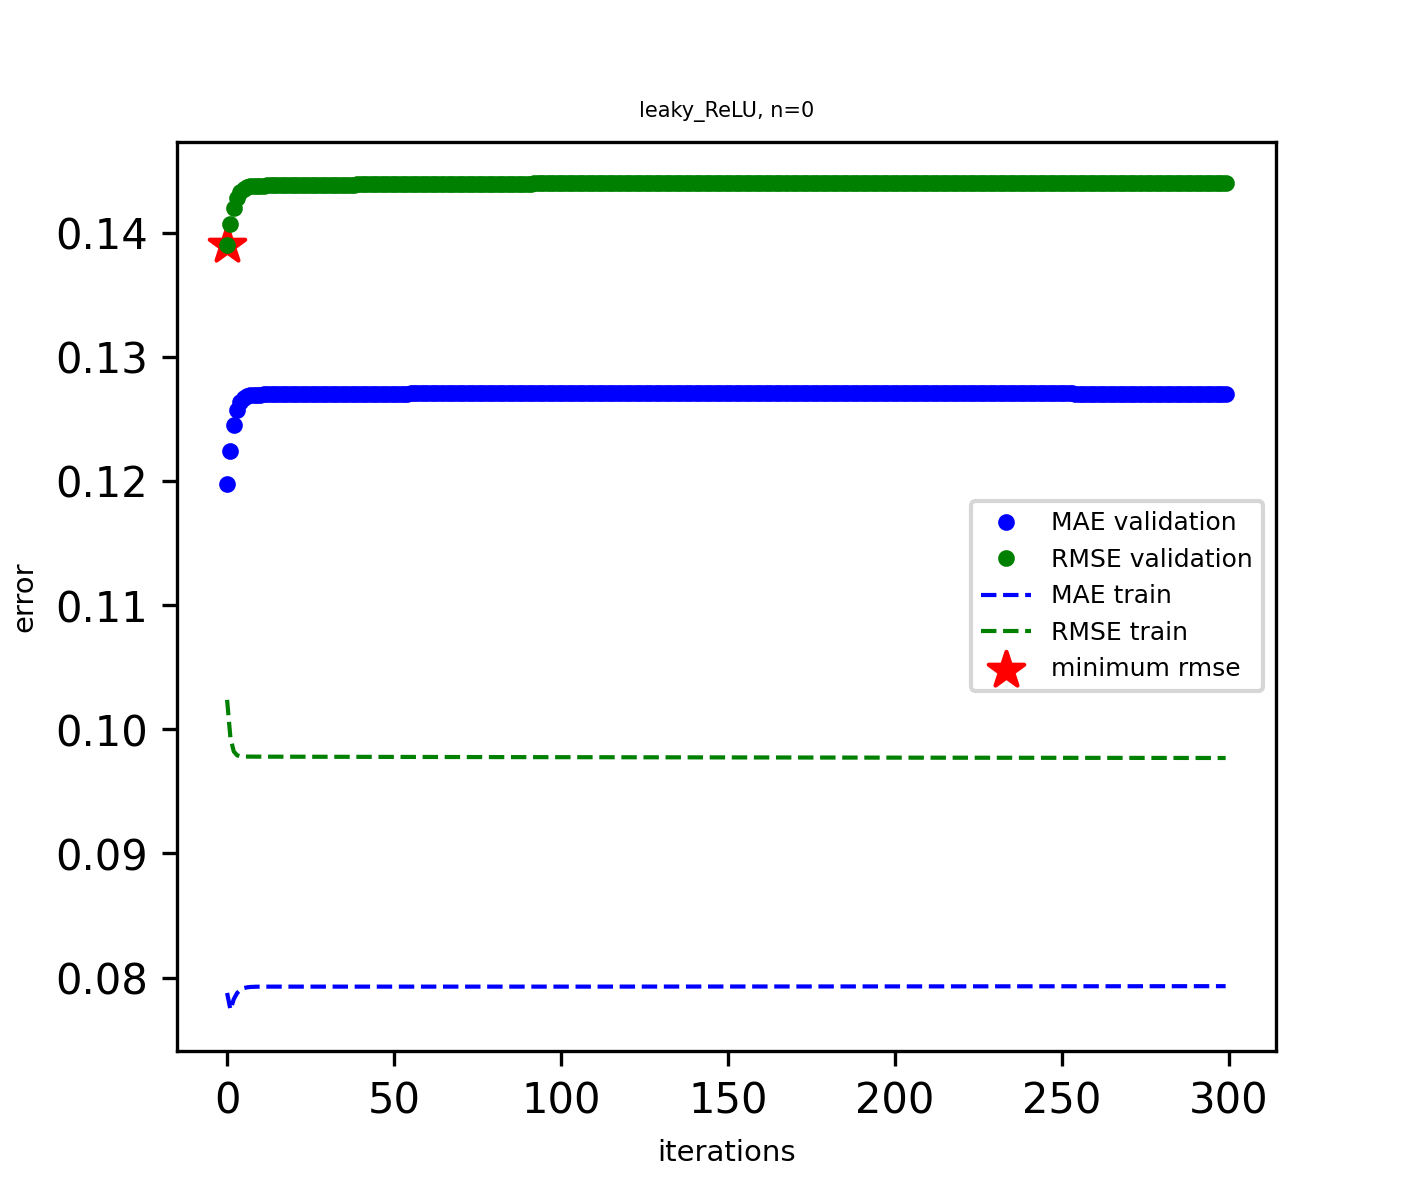 leaky_ReLU, n=0
error
0.14
0.13
0.12
0.11
0.10
0.09
0.08
MAE validation
RMSE validation
MAE train
RMSE train
minimum rmse
0 50 100 150 200 250 300
iterations